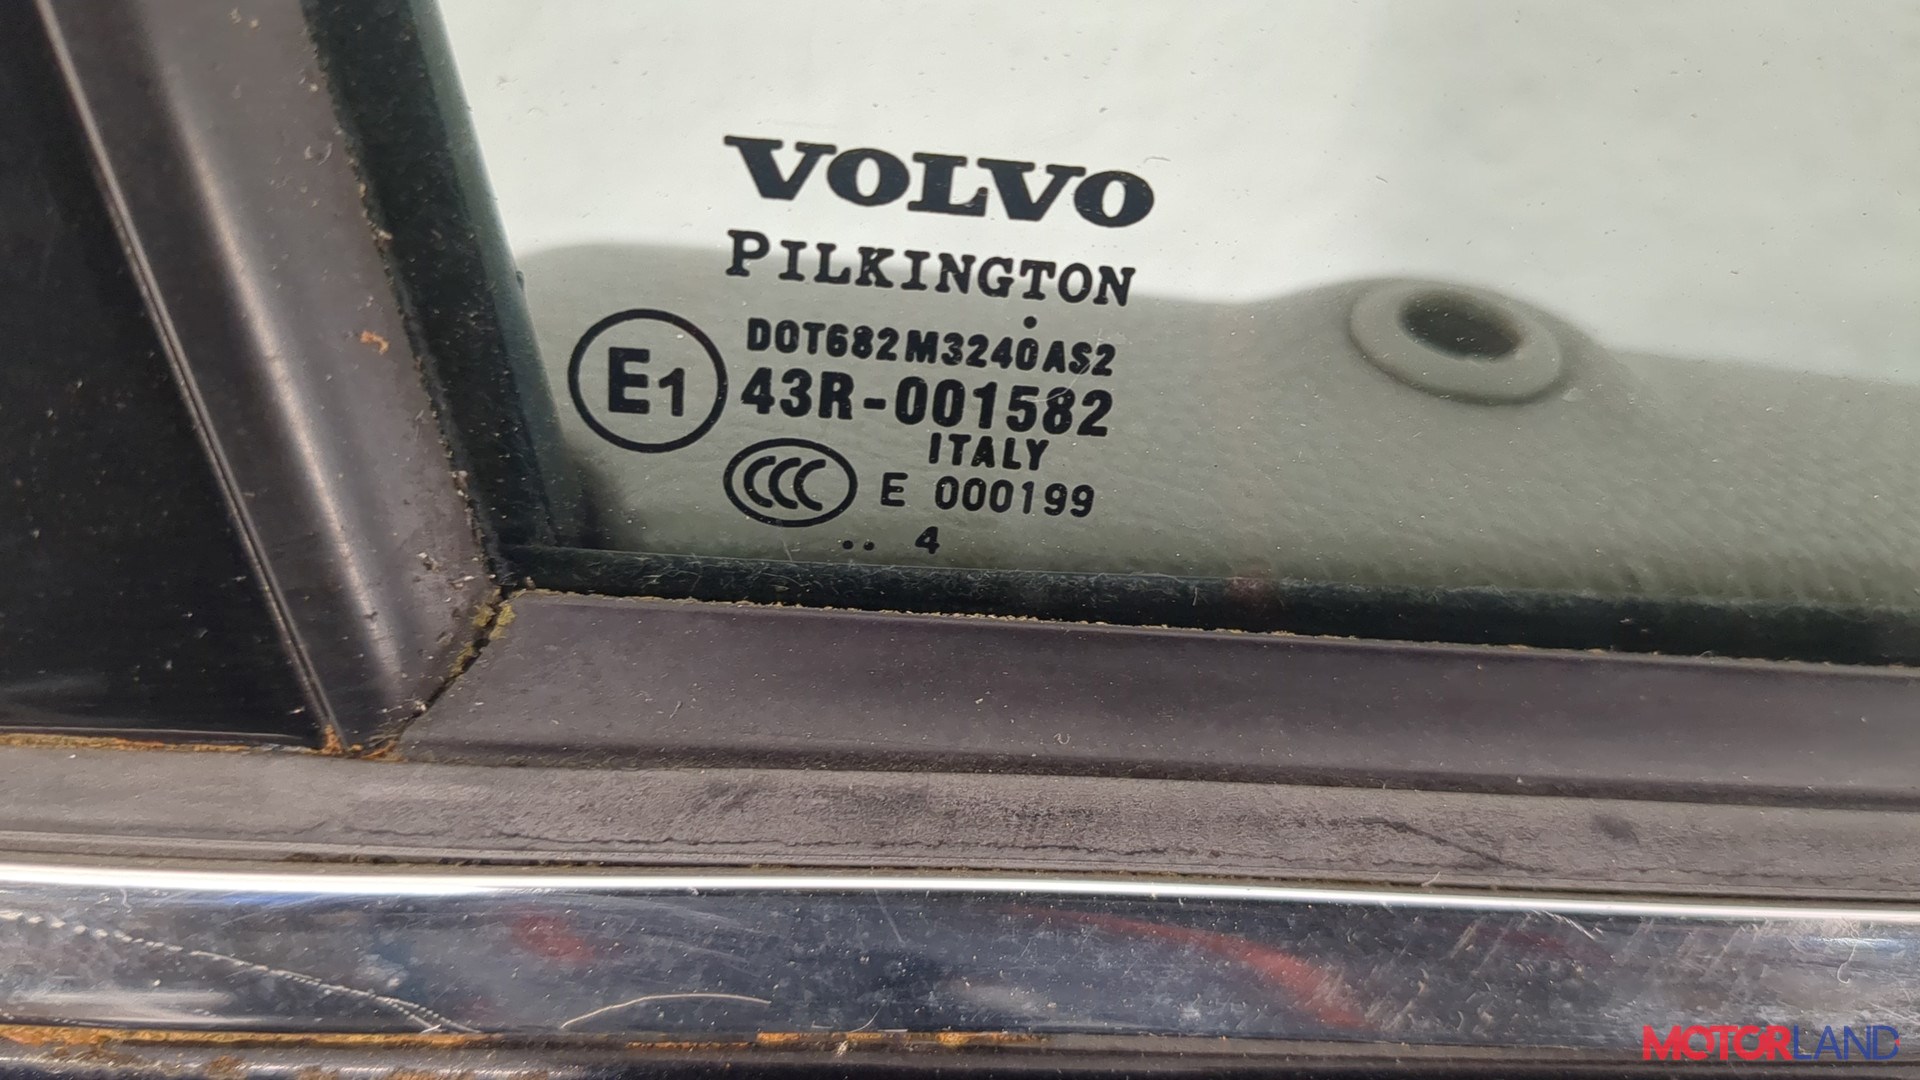 VOLVO
PILKINGTON
DOT682M3240AS2
E1 43R-001582
ITALY
CCC E 000199
.. 4
MOTORLAND